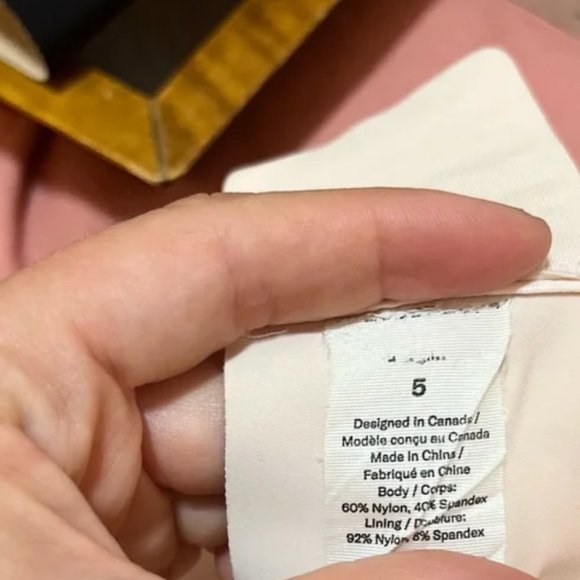 5
Designed in Canada /
Modèle conçu au Canada
Made in China /
Fabriqué en Chine
Body / Corps:
60% Nylon, 40% Spandex
Lining / Doublure:
92% Nylon, 8% Spandex